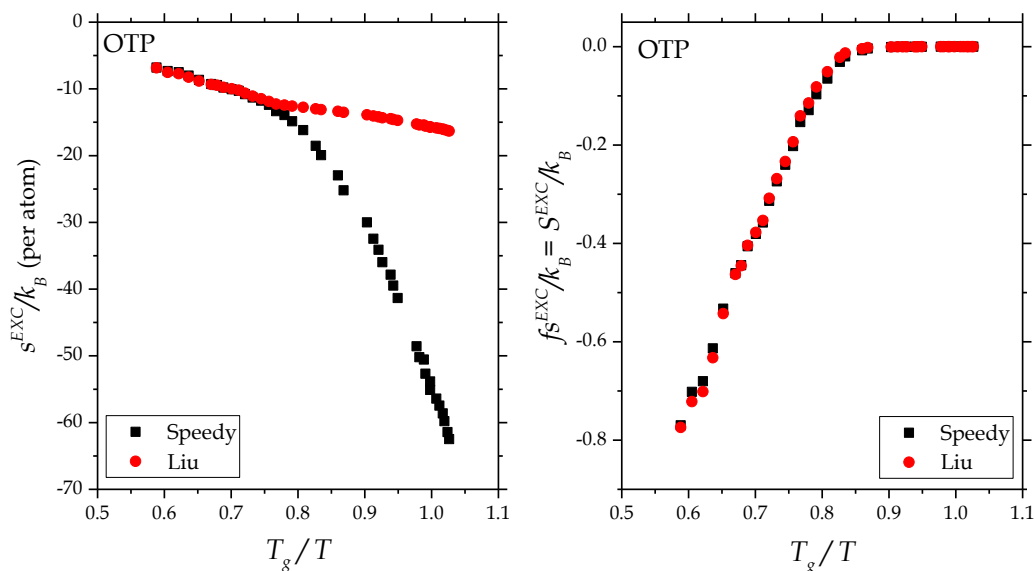 OTP
s^EXC/k_B (per atom)
0
-10
-20
-30
-40
-50
-60
-70
Speedy
Liu
0.5 0.6 0.7 0.8 0.9 1.0 1.1
T_g/T
OTP
fs^EXC/k_B = S^EXC/k_B
0.0
-0.2
-0.4
-0.6
-0.8
Speedy
Liu
0.5 0.6 0.7 0.8 0.9 1.0 1.1
T_g/T